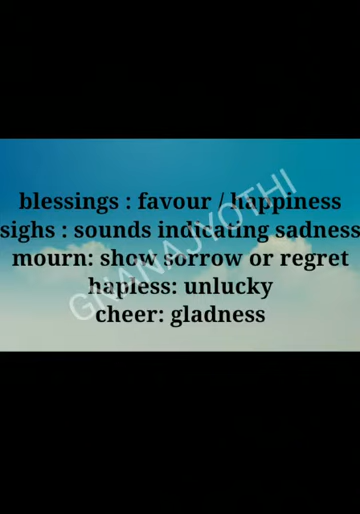 blessings : favour / happiness
sighs : sounds indicating sadness
mourn: show sorrow or regret
hapless: unlucky
cheer: gladness
GNANAJYOTHI